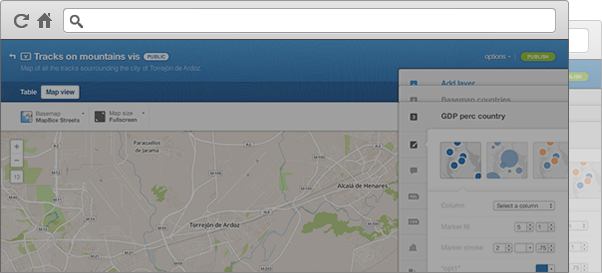 Tracks on mountains vis PUBLIC
options
PUBLISH
Map of all the tracks sourrounding the city of Torrejón de Ardoz
Table Map view
Add layer
Basemap countries
Basemap
MapBox Streets
Map size
Fullscreen
GDP perc country
Paracuellos de Jarama
Alcalá de Henares
Torrejón de Ardoz
Column Select a column
Marker fill 5 1
Marker stroke 2 1 .75